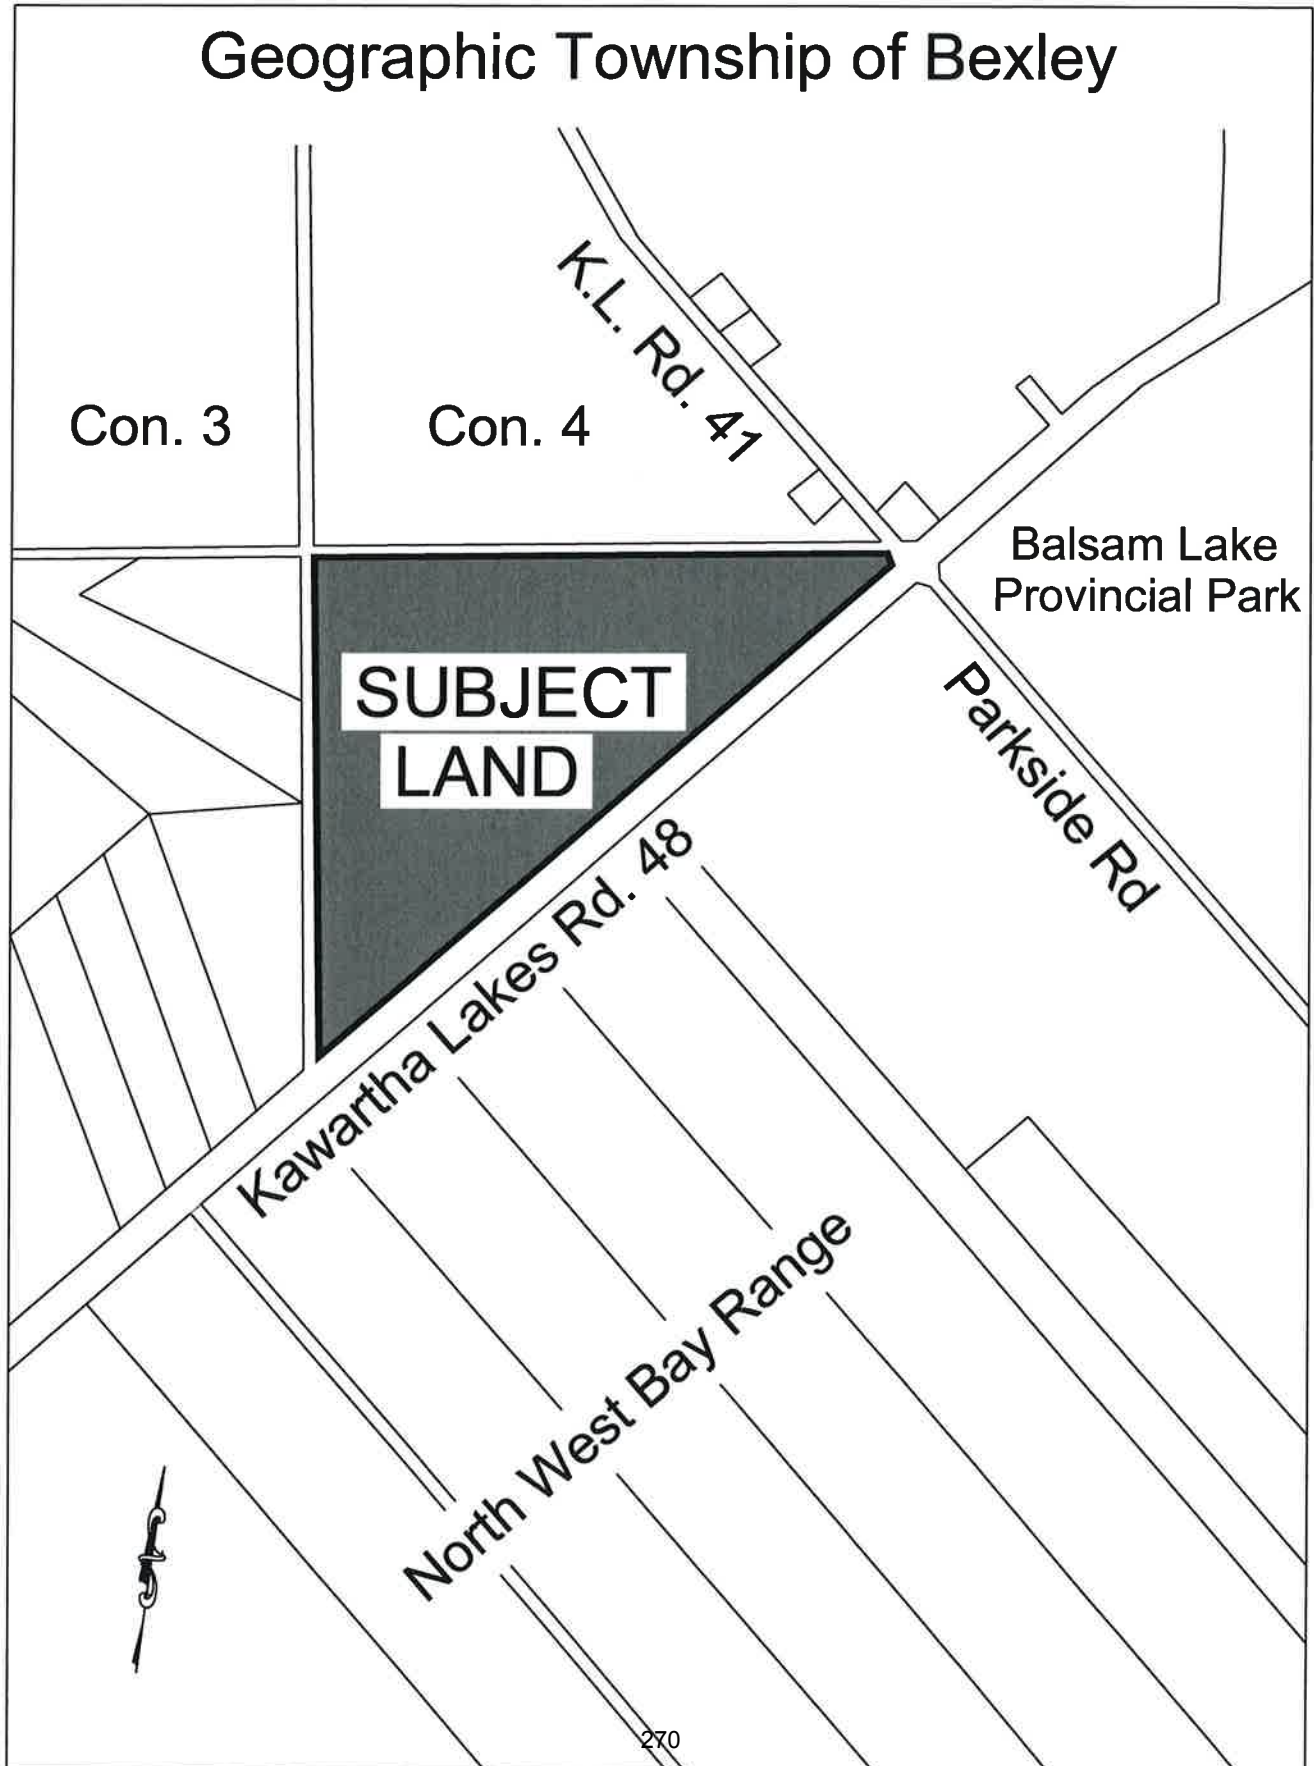 Geographic Township of Bexley
K.L. Rd. 41
Con. 3
Con. 4
Balsam Lake
Provincial Park
SUBJECT
LAND
Parkside Rd
Kawartha Lakes Rd. 48
North West Bay Range
270